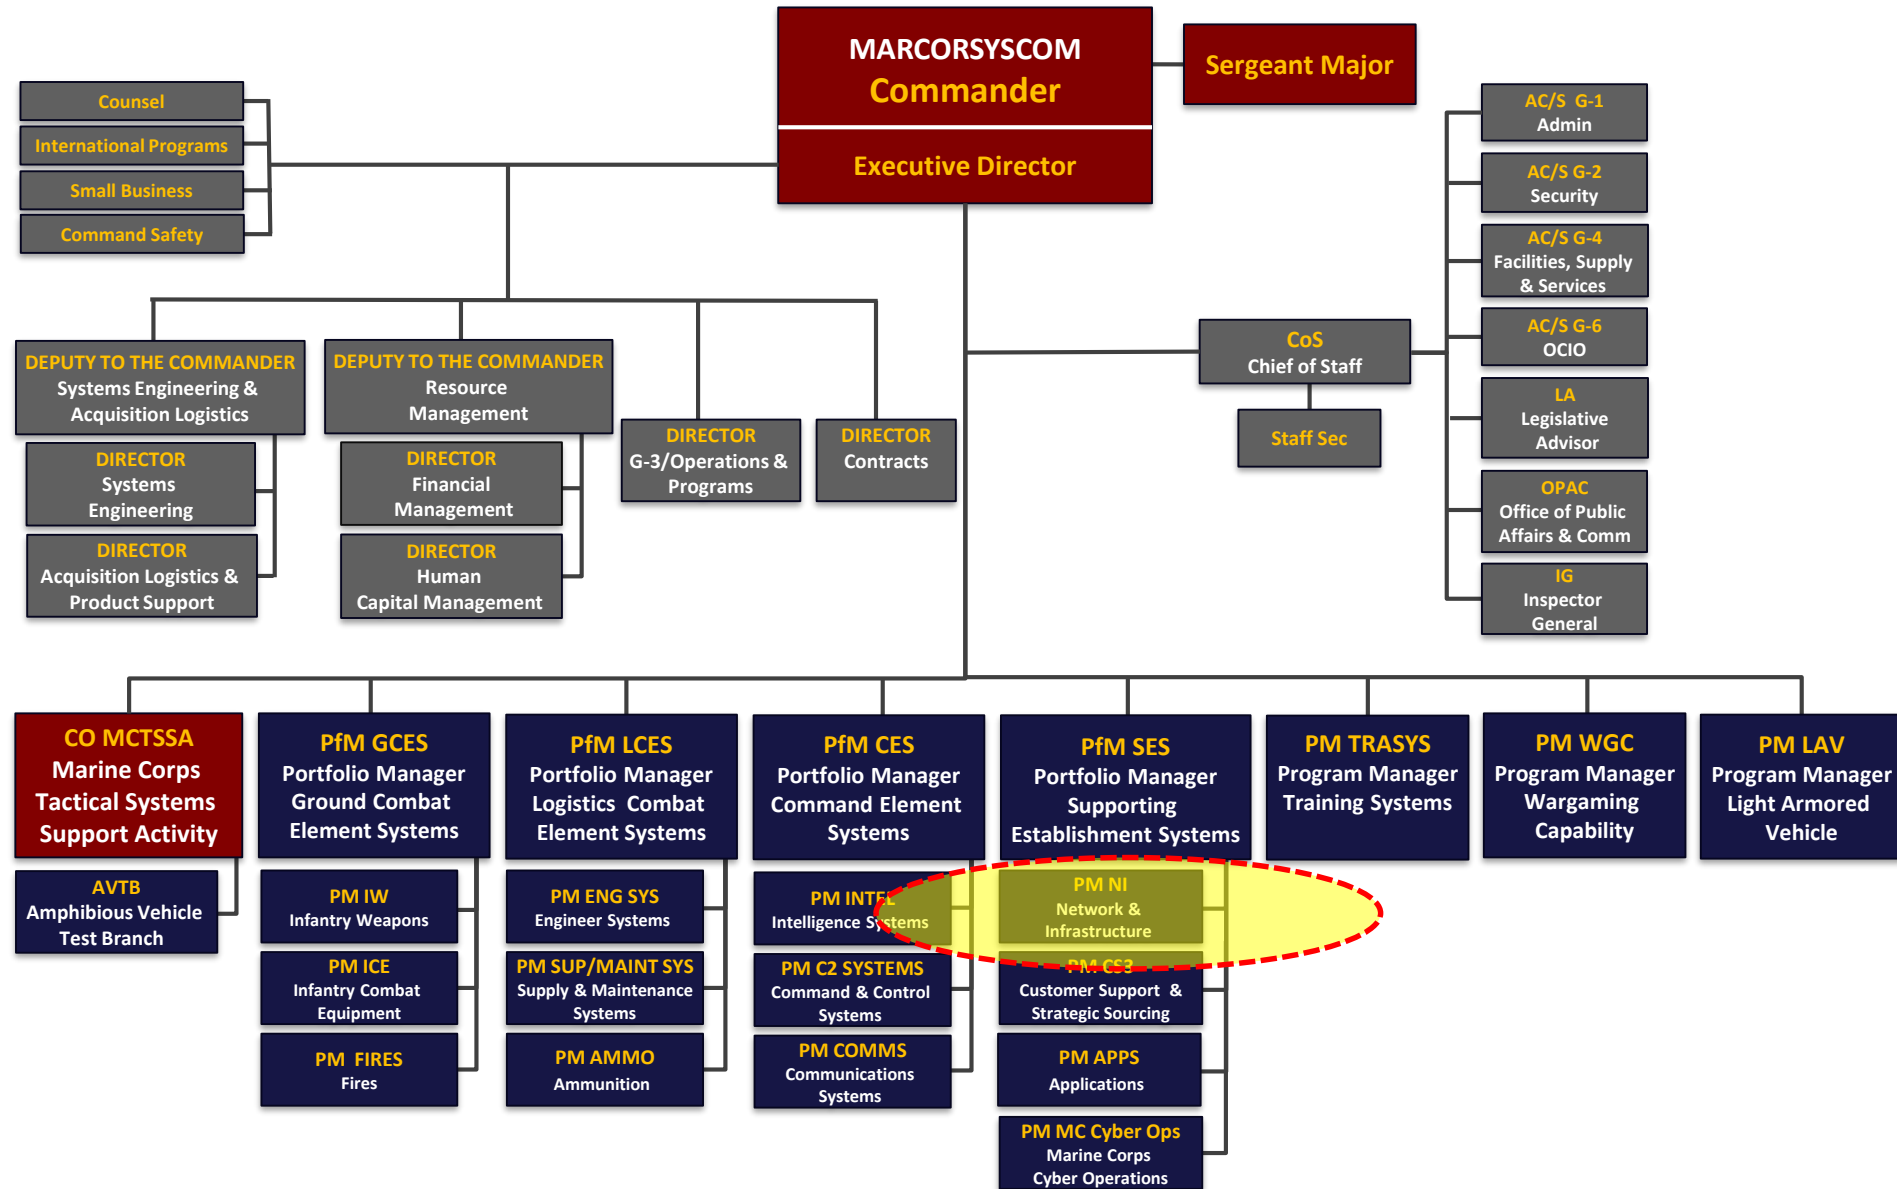 MARCORSYSCOM
Commander
Executive Director
Sergeant Major
Counsel
International Programs
Small Business
Command Safety
AC/S G-1
Admin
AC/S G-2
Security
AC/S G-4
Facilities, Supply
& Services
AC/S G-6
OCIO
LA
Legislative
Advisor
OPAC
Office of Public
Affairs & Comm
IG
Inspector
General
CoS
Chief of Staff
Staff Sec
DEPUTY TO THE COMMANDER
Systems Engineering &
Acquisition Logistics
DIRECTOR
Systems
Engineering
DIRECTOR
Acquisition Logistics &
Product Support
DEPUTY TO THE COMMANDER
Resource
Management
DIRECTOR
Financial
Management
DIRECTOR
Human
Capital Management
DIRECTOR
G-3/Operations &
Programs
DIRECTOR
Contracts
CO MCTSSA
Marine Corps
Tactical Systems
Support Activity
AVTB
Amphibious Vehicle
Test Branch
PfM GCES
Portfolio Manager
Ground Combat
Element Systems
PM IW
Infantry Weapons
PM ICE
Infantry Combat
Equipment
PM FIRES
Fires
PfM LCES
Portfolio Manager
Logistics Combat
Element Systems
PM ENG SYS
Engineer Systems
PM SUP/MAINT SYS
Supply & Maintenance
Systems
PM AMMO
Ammunition
PfM CES
Portfolio Manager
Command Element
Systems
PM INTEL
Intelligence Systems
PM C2 SYSTEMS
Command & Control
Systems
PM COMMS
Communications
Systems
PfM SES
Portfolio Manager
Supporting
Establishment Systems
PM NI
Network &
Infrastructure
PM CS3
Customer Support &
Strategic Sourcing
PM APPS
Applications
PM MC Cyber Ops
Marine Corps
Cyber Operations
PM TRASYS
Program Manager
Training Systems
PM WGC
Program Manager
Wargaming
Capability
PM LAV
Program Manager
Light Armored
Vehicle